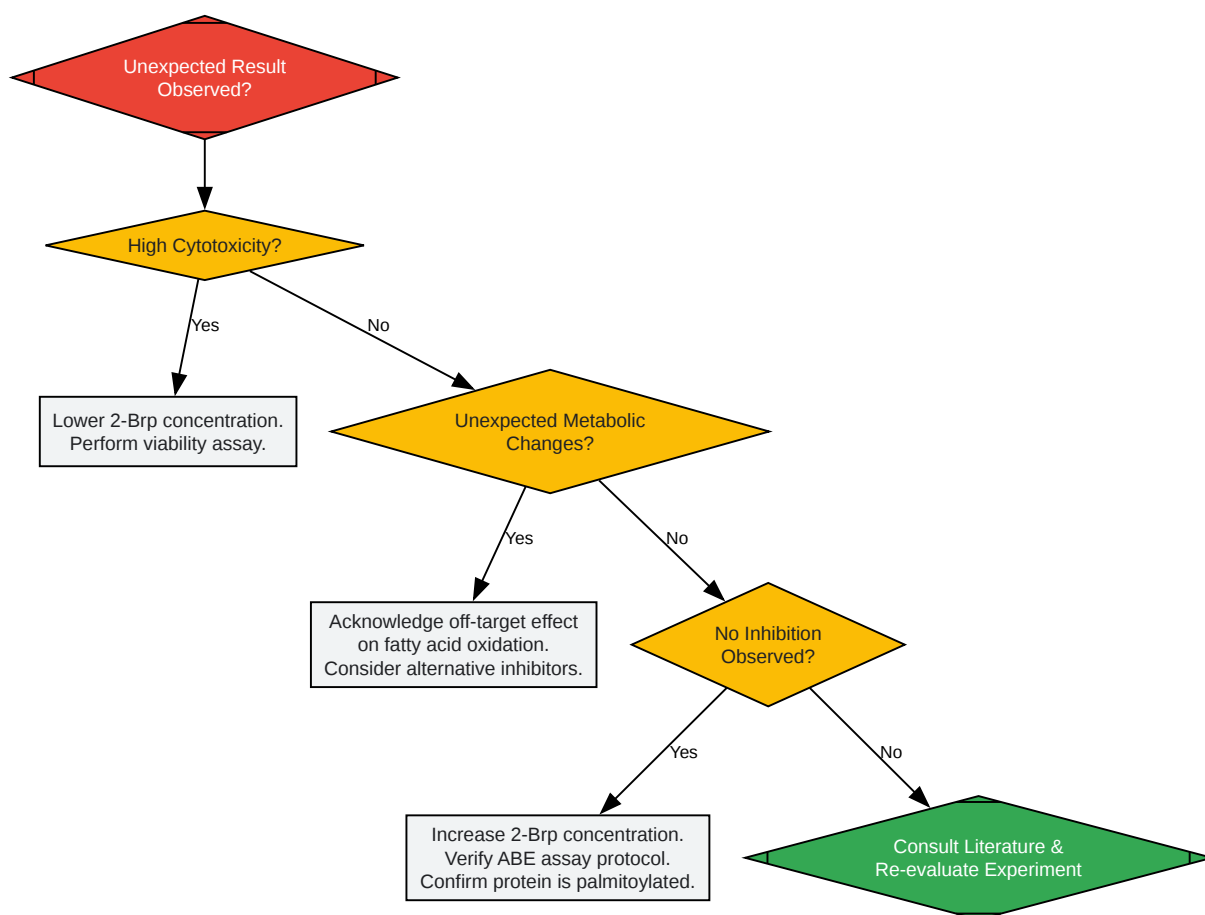 Unexpected Result
Observed?
High Cytotoxicity?
Yes
No
Lower 2-Brp concentration.
Perform viability assay.
Unexpected Metabolic
Changes?
Yes
No
Acknowledge off-target effect
on fatty acid oxidation.
Consider alternative inhibitors.
No Inhibition
Observed?
Yes
No
Increase 2-Brp concentration.
Verify ABE assay protocol.
Confirm protein is palmitoylated.
Consult Literature &
Re-evaluate Experiment